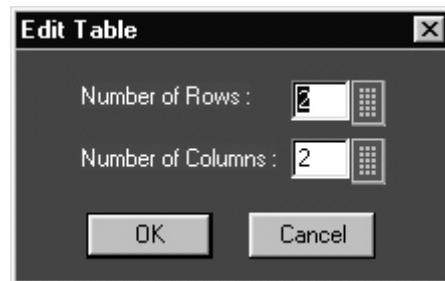 Edit Table
Number of Rows : 2
Number of Columns : 2
OK Cancel